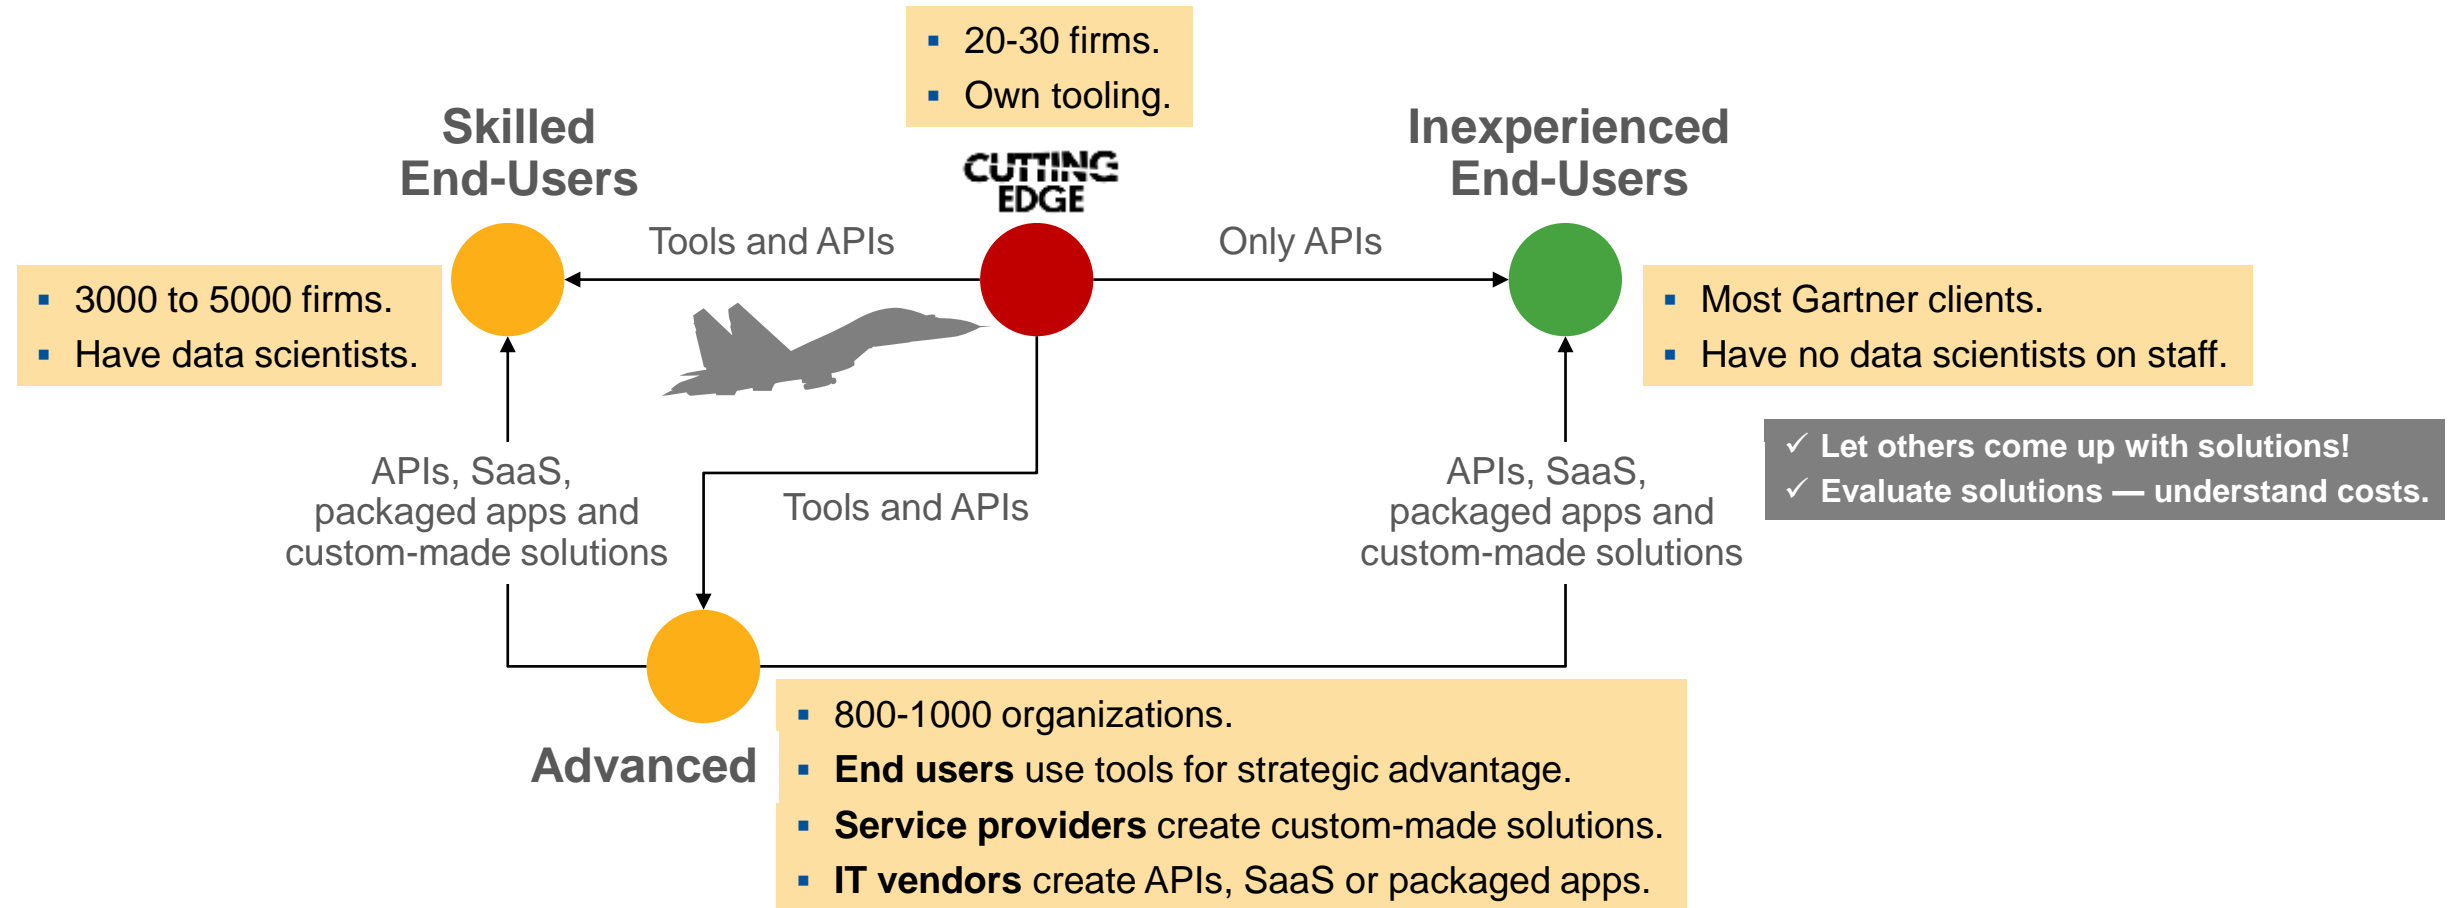 20-30 firms.
Own tooling.
Skilled
End-Users
CUTTING
EDGE
Inexperienced
End-Users
Tools and APIs
Only APIs
3000 to 5000 firms.
Have data scientists.
Most Gartner clients.
Have no data scientists on staff.
✓ Let others come up with solutions!
✓ Evaluate solutions — understand costs.
APIs, SaaS,
packaged apps and
custom-made solutions
Tools and APIs
APIs, SaaS,
packaged apps and
custom-made solutions
Advanced
800-1000 organizations.
End users use tools for strategic advantage.
Service providers create custom-made solutions.
IT vendors create APIs, SaaS or packaged apps.